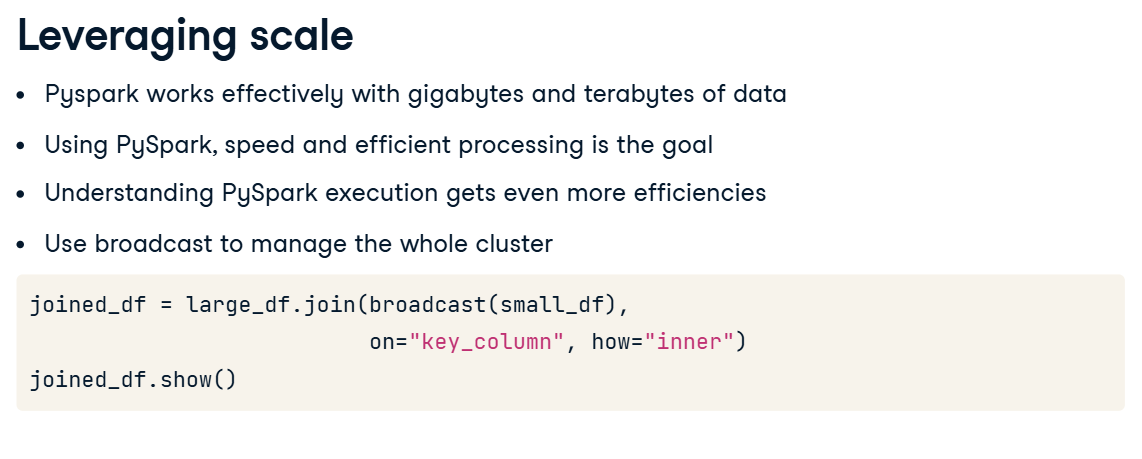 Leveraging scale
• Pyspark works effectively with gigabytes and terabytes of data
• Using PySpark, speed and efficient processing is the goal
• Understanding PySpark execution gets even more efficiencies
• Use broadcast to manage the whole cluster
joined_df = large_df.join(broadcast(small_df),
                          on="key_column", how="inner")
joined_df.show()